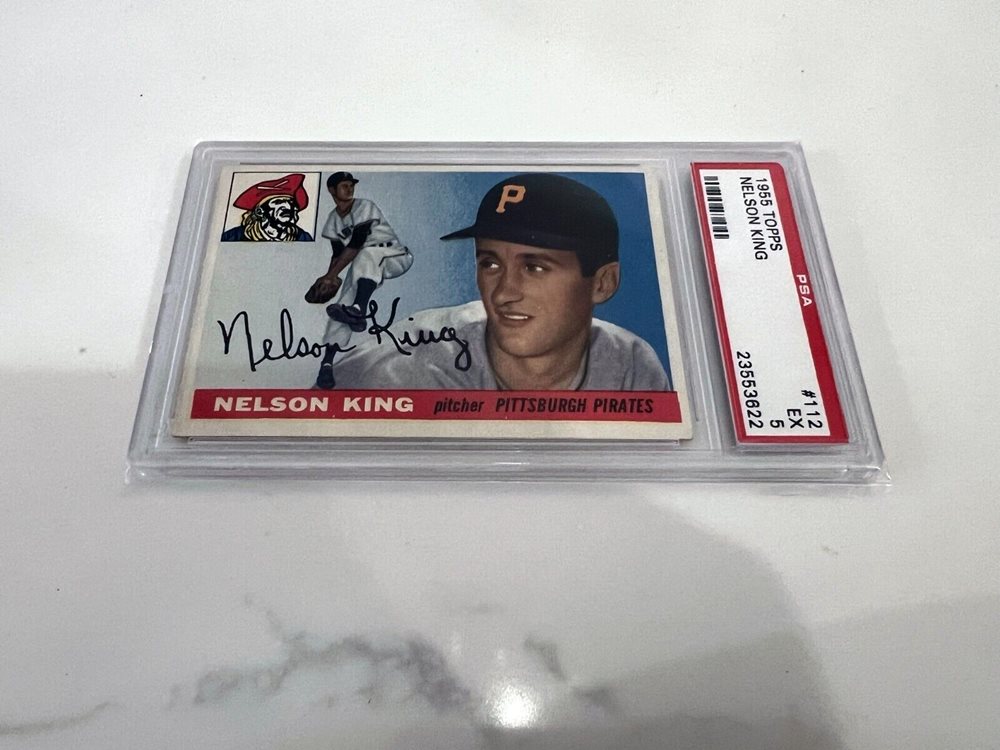 P
Nelson King
NELSON KING pitcher PITTSBURGH PIRATES
1955 TOPPS #112
NELSON KING EX
5
PSA 23553622